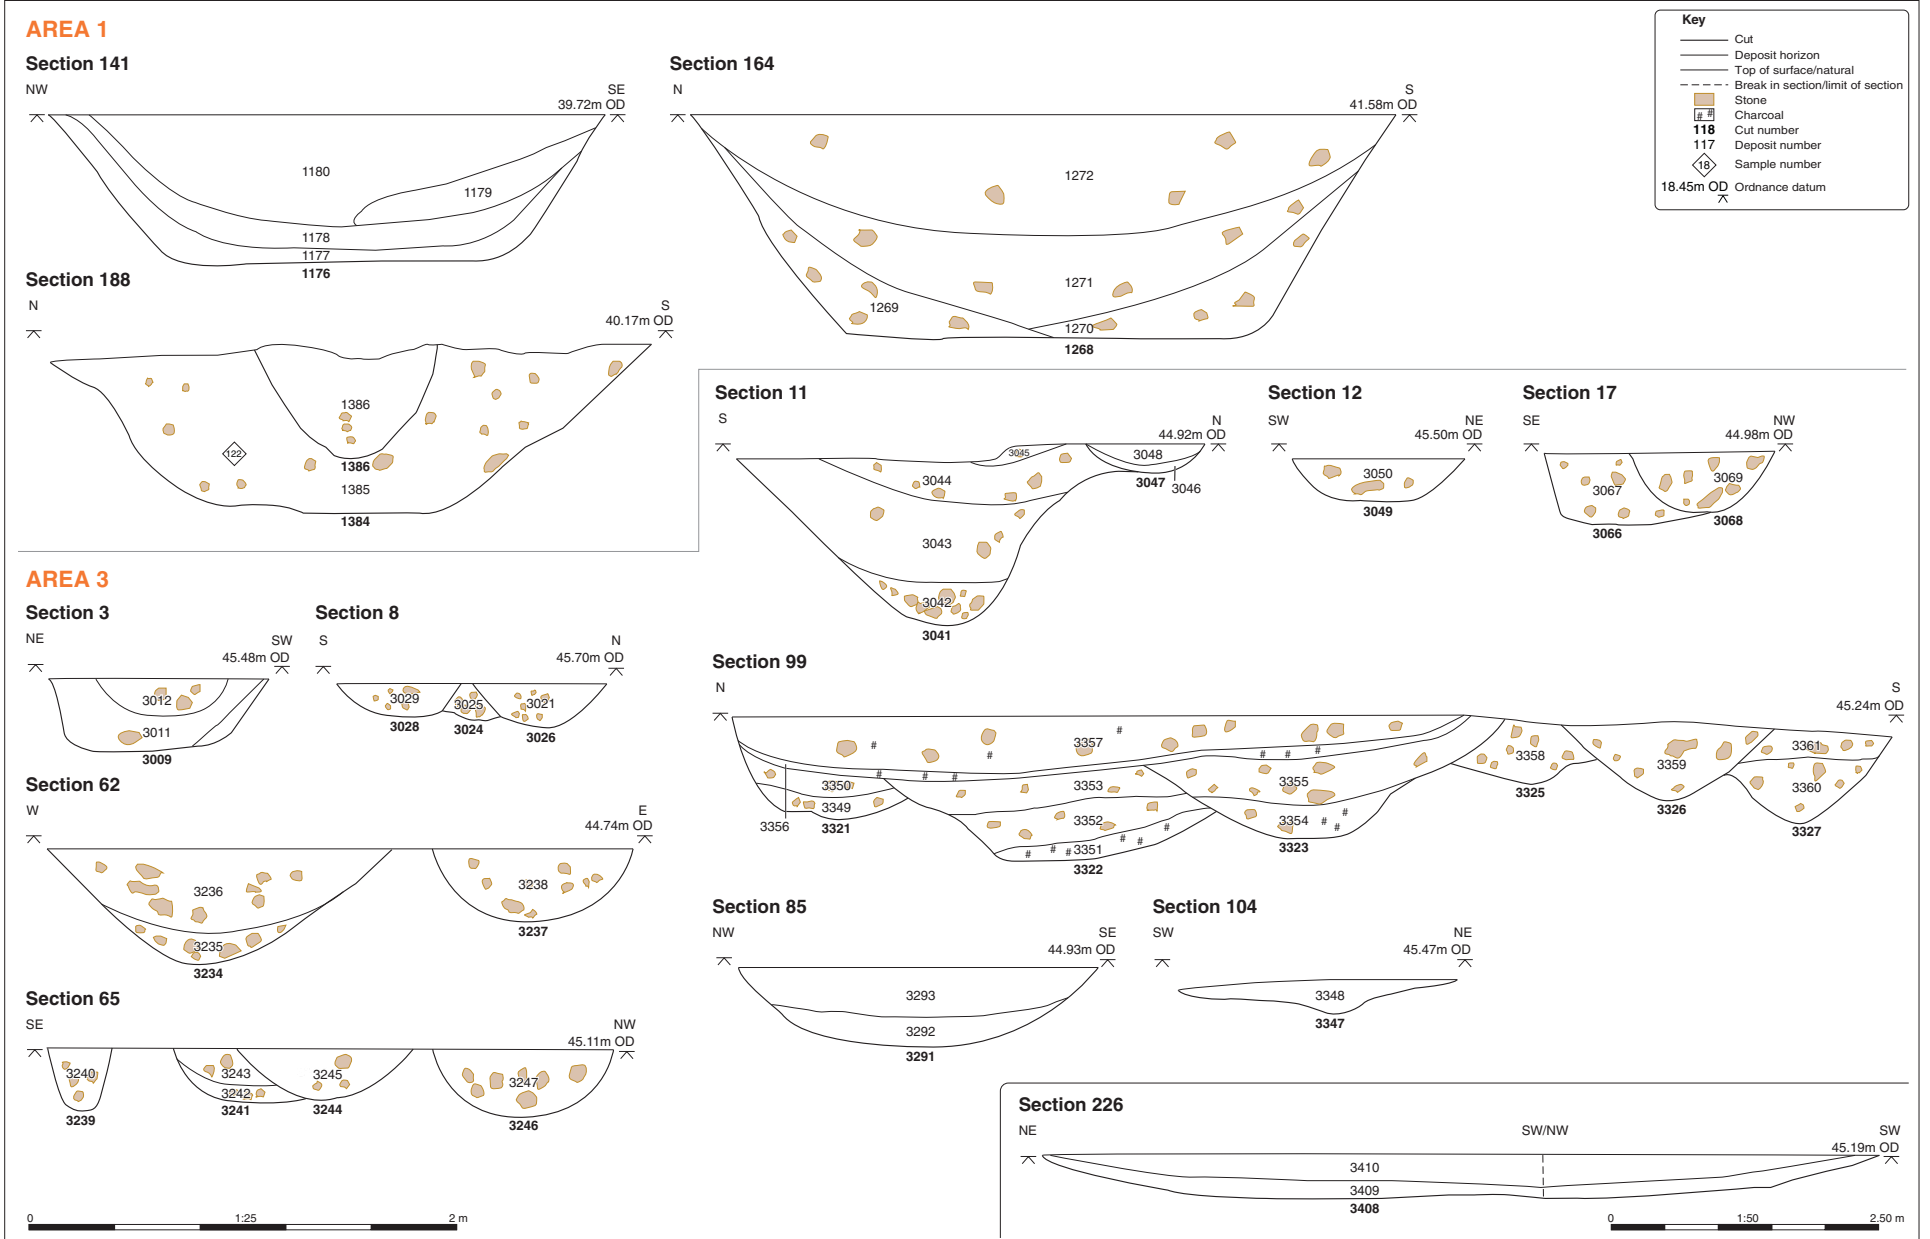 AREA 1
Section 141
NW SE
39.72m OD
1180
1179
1178
1177
1176
Section 164
N S
41.58m OD
1272
1271
1269
1270
1268
Key
Cut
Deposit horizon
Top of surface/natural
Break in section/limit of section
Stone
# # Charcoal
118 Cut number
117 Deposit number
18 Sample number
18.45m OD Ordnance datum
Section 188
N S
40.17m OD
1386
122
1386
1385
1384
Section 11
S N
44.92m OD
3045
3048
3044
3047
3046
3043
3042
3041
Section 12
SW NE
45.50m OD
3050
3049
Section 17
SE NW
44.98m OD
3067
3069
3068
3066
AREA 3
Section 3
NE SW
45.48m OD
3012
3011
3009
Section 8
S N
45.70m OD
3029
3025
3021
3028
3024
3026
Section 99
N S
45.24m OD
# # # 3357
# # #
# # #
3358
3361
3359
3350
3353
3355
3360
3349
3356
3321
3352
3354
# # #
3325
3326
3327
# # # 3351 # # #
3323
3322
Section 62
W E
44.74m OD
3236
3238
3235
3237
3234
Section 85
NW SE
44.93m OD
3293
3292
3291
Section 104
SW NE
45.47m OD
3348
3347
Section 65
SE NW
45.11m OD
3240
3243
3245
3247
3242
3241
3244
3239
3246
Section 226
NE SW/NW SW
45.19m OD
3410
3409
3408
0 1:25 2 m
0 1:50 2.50 m